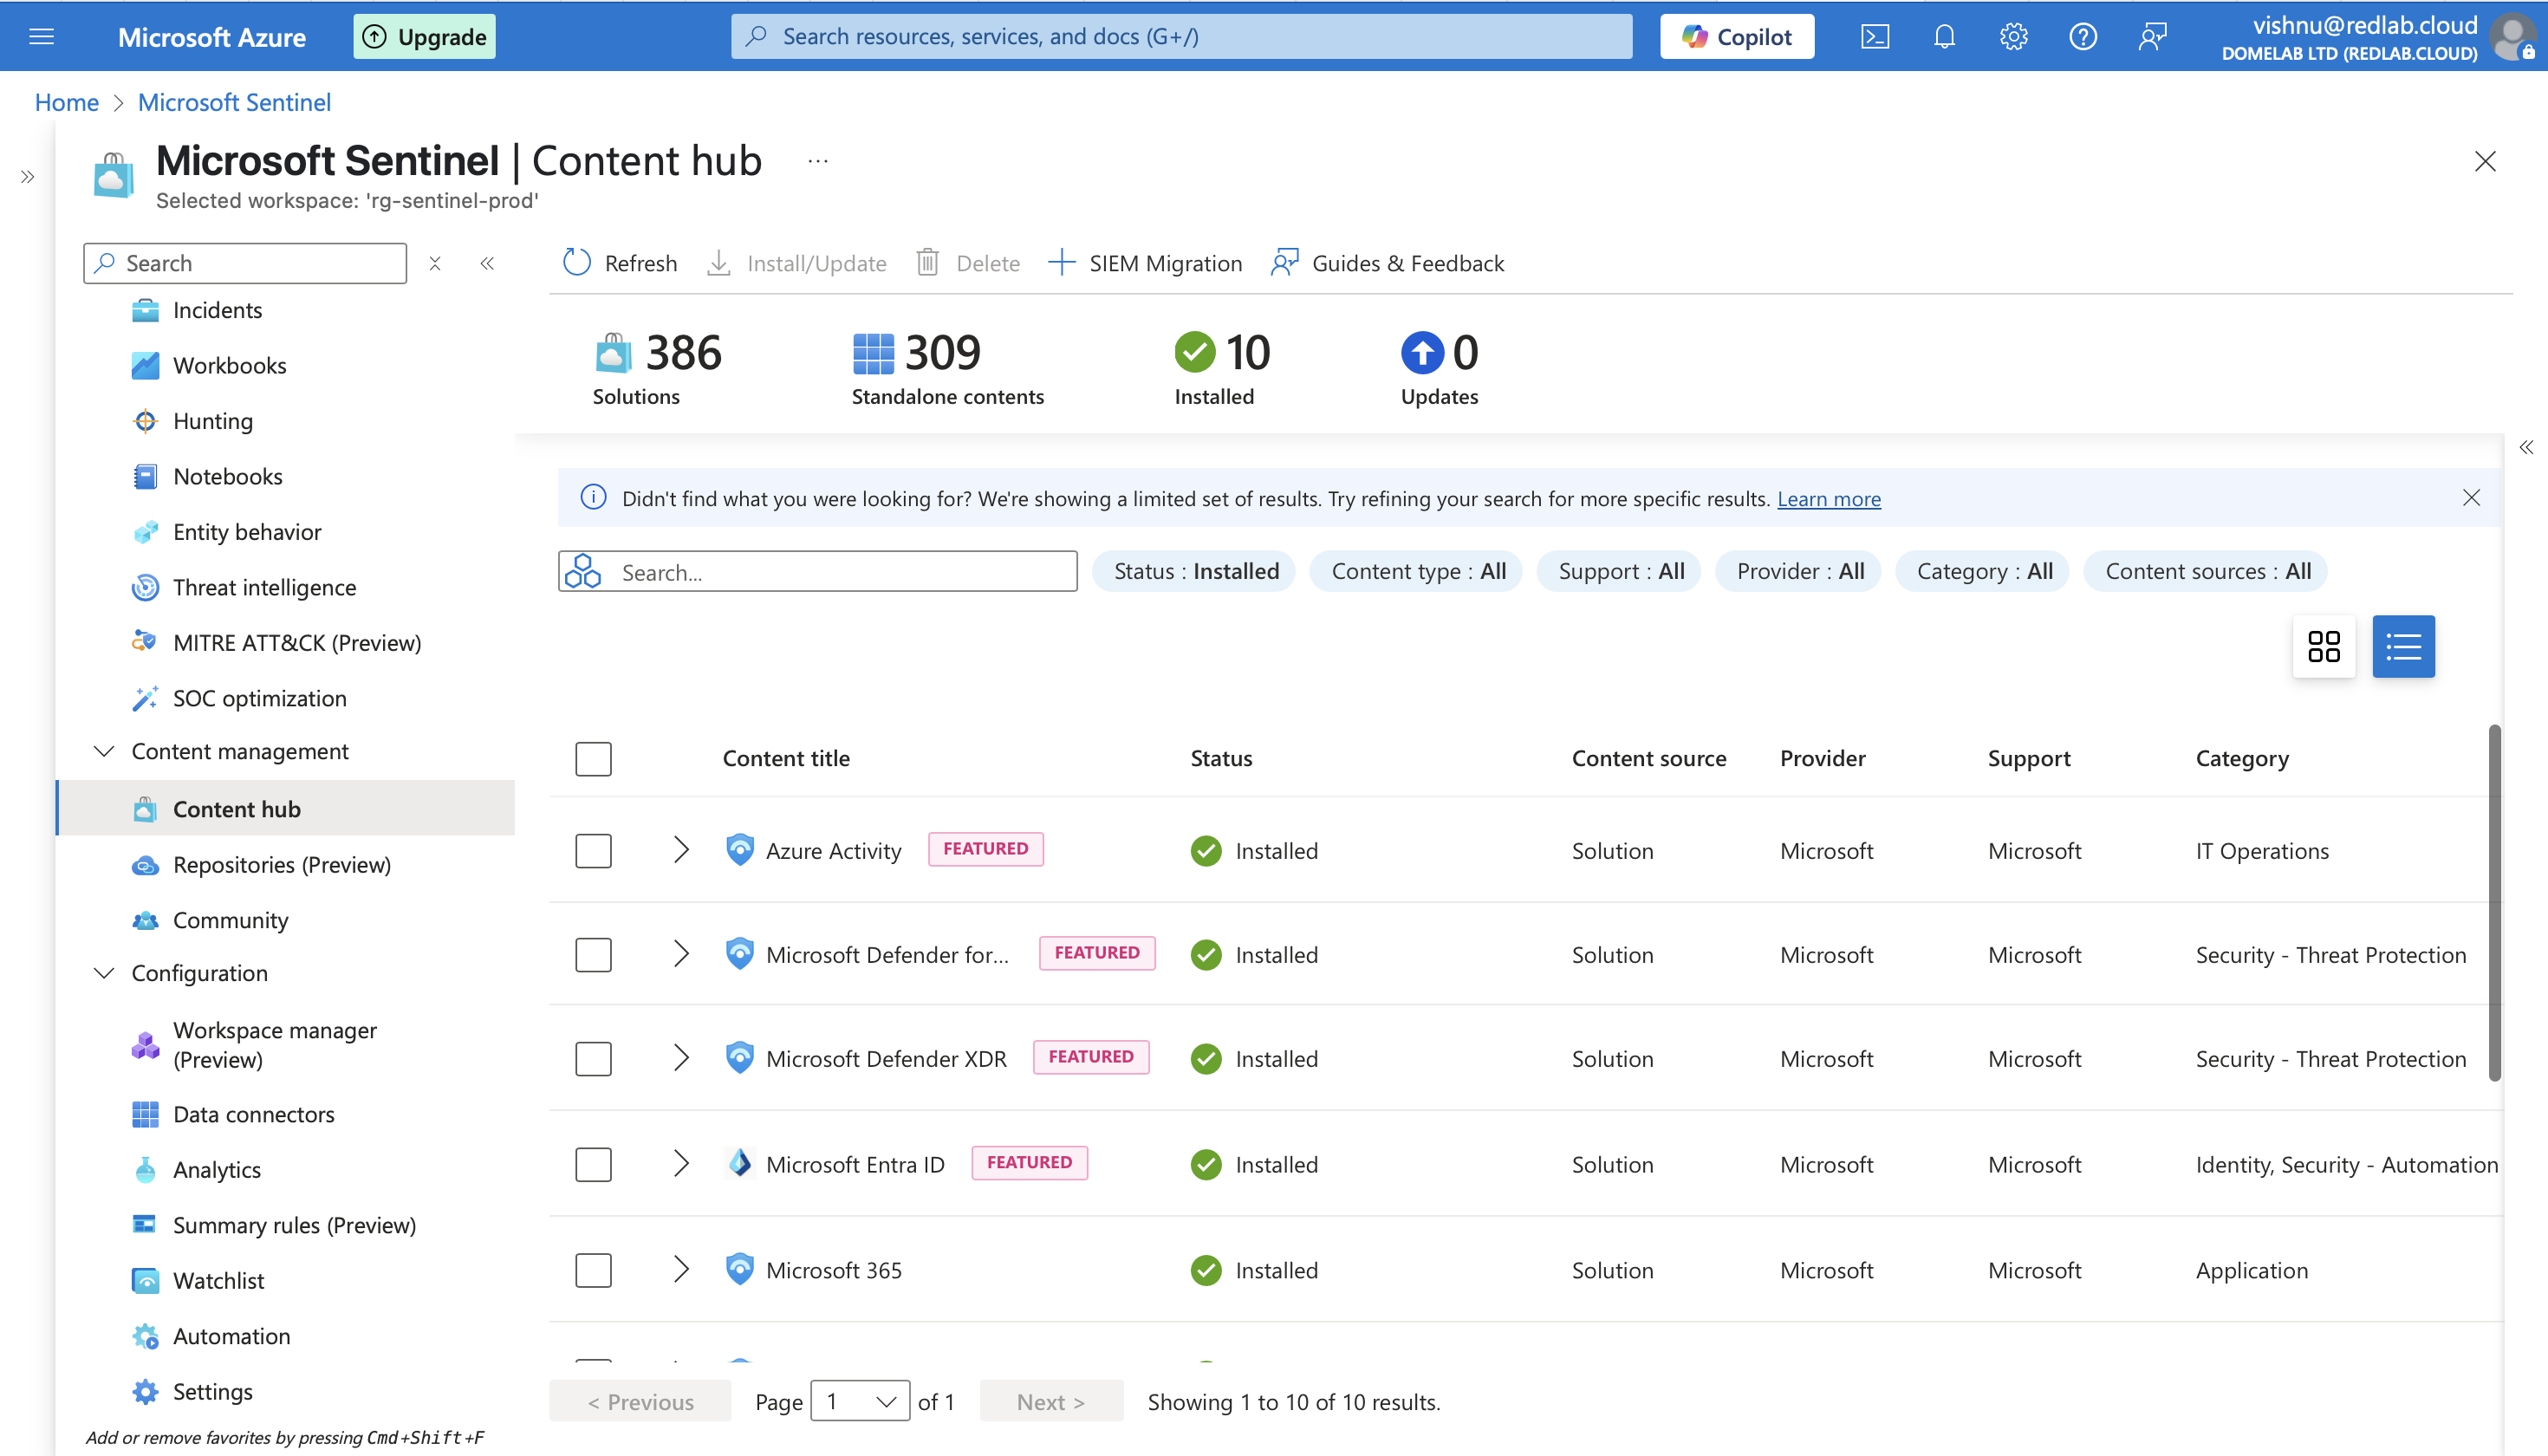 Microsoft Azure
Upgrade
Search resources, services, and docs (G+/)
Copilot
vishnu@redlab.cloud
DOMELAB LTD (REDLAB.CLOUD)
Home > Microsoft Sentinel
Microsoft Sentinel | Content hub ...
Selected workspace: 'rg-sentinel-prod'
Search
Incidents
Workbooks
Hunting
Notebooks
Entity behavior
Threat intelligence
MITRE ATT&CK (Preview)
SOC optimization
Content management
Content hub
Repositories (Preview)
Community
Configuration
Workspace manager
(Preview)
Data connectors
Analytics
Summary rules (Preview)
Watchlist
Automation
Settings
Add or remove favorites by pressing Cmd+Shift+F
Refresh Install/Update Delete SIEM Migration Guides & Feedback
386 309 10 0
Solutions Standalone contents Installed Updates
Didn't find what you were looking for? We're showing a limited set of results. Try refining your search for more specific results. Learn more
Search... Status : Installed Content type : All Support : All Provider : All Category : All Content sources : All
Content title Status Content source Provider Support Category
Azure Activity FEATURED Installed Solution Microsoft Microsoft IT Operations
Microsoft Defender for... FEATURED Installed Solution Microsoft Microsoft Security - Threat Protection
Microsoft Defender XDR FEATURED Installed Solution Microsoft Microsoft Security - Threat Protection
Microsoft Entra ID FEATURED Installed Solution Microsoft Microsoft Identity, Security - Automation
Microsoft 365 Installed Solution Microsoft Microsoft Application
< Previous Page 1 of 1 Next > Showing 1 to 10 of 10 results.